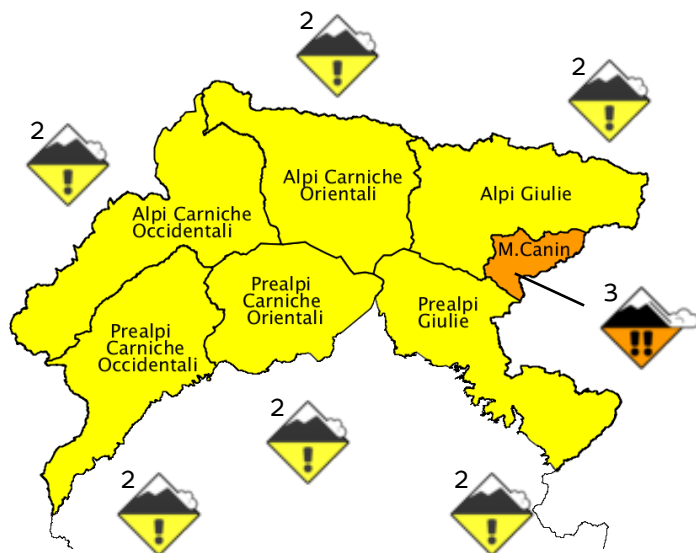 2
2
2
Alpi Carniche
Orientali
Alpi Giulie
Alpi Carniche
Occidentali
M.Canin
Prealpi
Carniche
Orientali
Prealpi
Giulie
3
Prealpi
Carniche
Occidentali
2
2
2